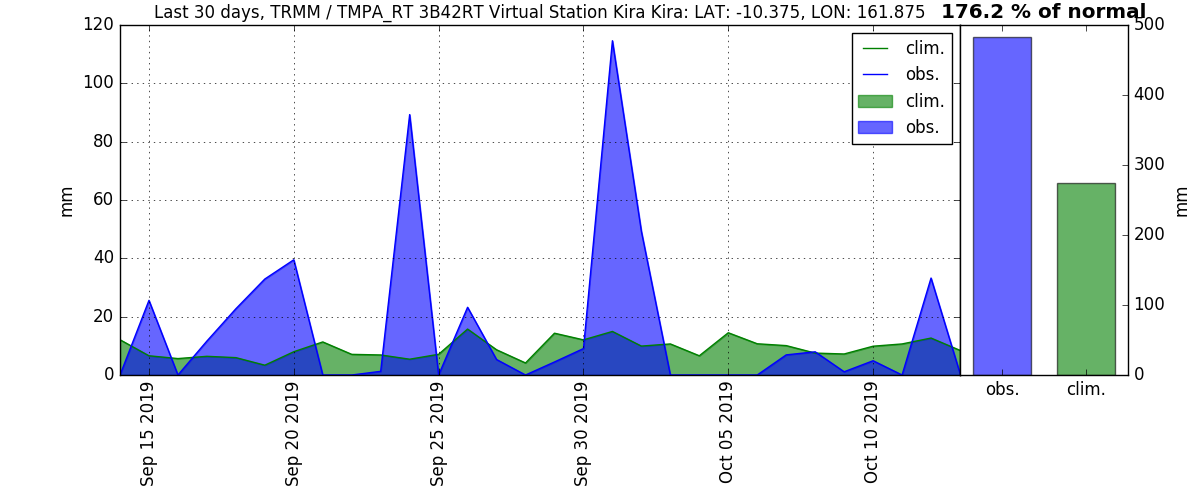 Last 30 days, TRMM / TMPA_RT 3B42RT Virtual Station Kira Kira: LAT: -10.375, LON: 161.875 176.2 % of normal
120
100
80
60
40
20
0
mm
clim.
obs.
clim.
obs.
500
400
300
200
100
0
mm
Sep 15 2019
Sep 20 2019
Sep 25 2019
Sep 30 2019
Oct 05 2019
Oct 10 2019
obs.
clim.